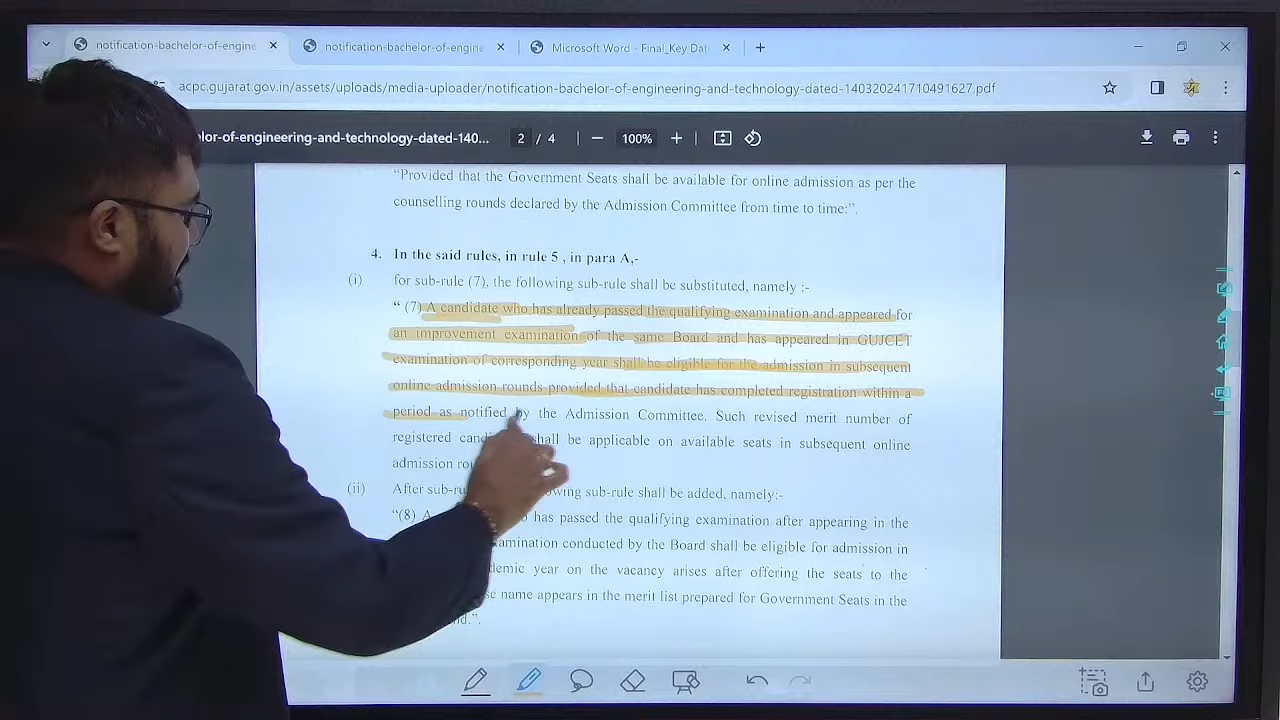 notification-bachelor-of-engine
notification-bachelor-of-engine
Microsoft Word - Final_Key Dat
acpc.gujarat.gov.in/assets/uploads/media-uploader/notification-bachelor-of-engineering-and-technology-dated-140320241710491627.pdf
lor-of-engineering-and-technology-dated-140... 2 / 4 100%
“Provided that the Government Seats shall be available for online admission as per the
counselling rounds declared by the Admission Committee from time to time:”.
4. In the said rules, in rule 5 , in para A,-
(i) for sub-rule (7), the following sub-rule shall be substituted, namely :-
“ (7) A candidate who has already passed the qualifying examination and appeared for
an improvement examination of the same Board and has appeared in GUJCET
examination of corresponding year shall be eligible for the admission in subsequent
online admission rounds provided that candidate has completed registration within a
period as notified by the Admission Committee. Such revised merit number of
registered shall be applicable on available seats in subsequent online
admission
(ii) After following sub-rule shall be added, namely:-
“(8) A has passed the qualifying examination after appearing in the
examination conducted by the Board shall be eligible for admission in
year on the vacancy arises after offering the seats to the
name appears in the merit list prepared for Government Seats in the